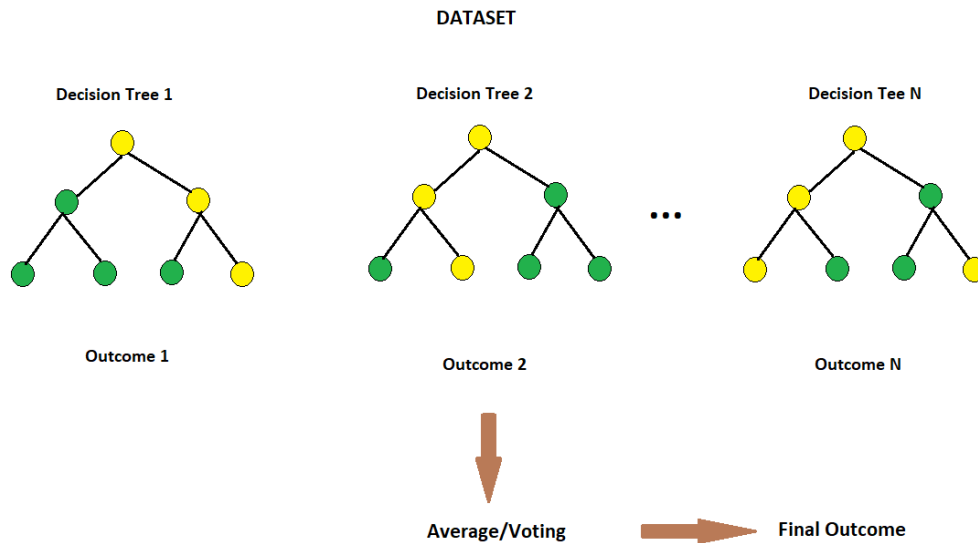 DATASET
Decision Tree 1
Decision Tree 2
Decision Tee N
...
Outcome 1
Outcome 2
Outcome N
Average/Voting
Final Outcome